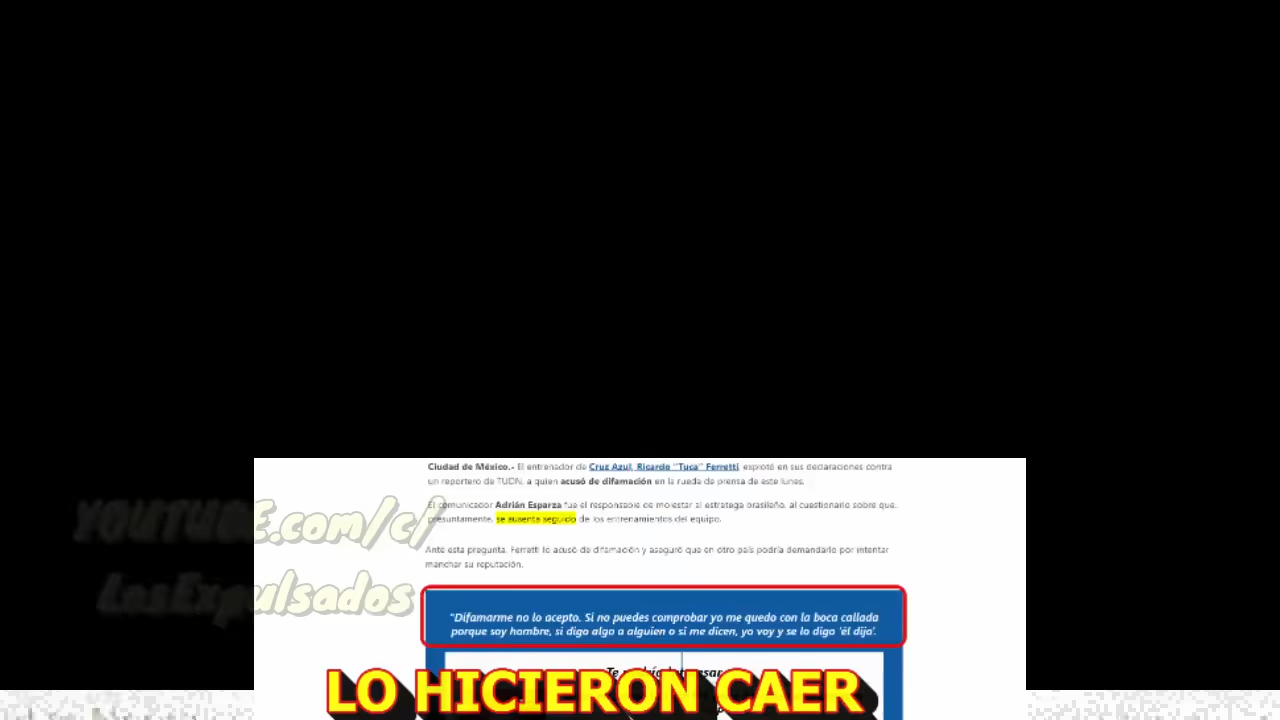 Ciudad de México.- El entrenador de Cruz Azul, Ricardo "Tuca" Ferretti, explotó en sus declaraciones contra
un reportero de TUDN, a quien acusó de difamación en la rueda de prensa de este lunes.
El comunicador Adrián Esparza fue el responsable de molestar al estratega brasileño, al cuestionarlo sobre que,
presuntamente, se ausenta seguido de los entrenamientos del equipo.
YOUTUBE.com/c/
Ante esta pregunta, Ferretti lo acusó de difamación y aseguró que en otro país podría demandarlo por intentar
manchar su reputación.
LosExpulsados
"Difamarme no lo acepto. Si no puedes comprobar yo me quedo con la boca callada
porque soy hombre, si digo algo a alguien o si me dicen, yo voy y se lo digo 'él dijo'.
LO HICIERON CAER